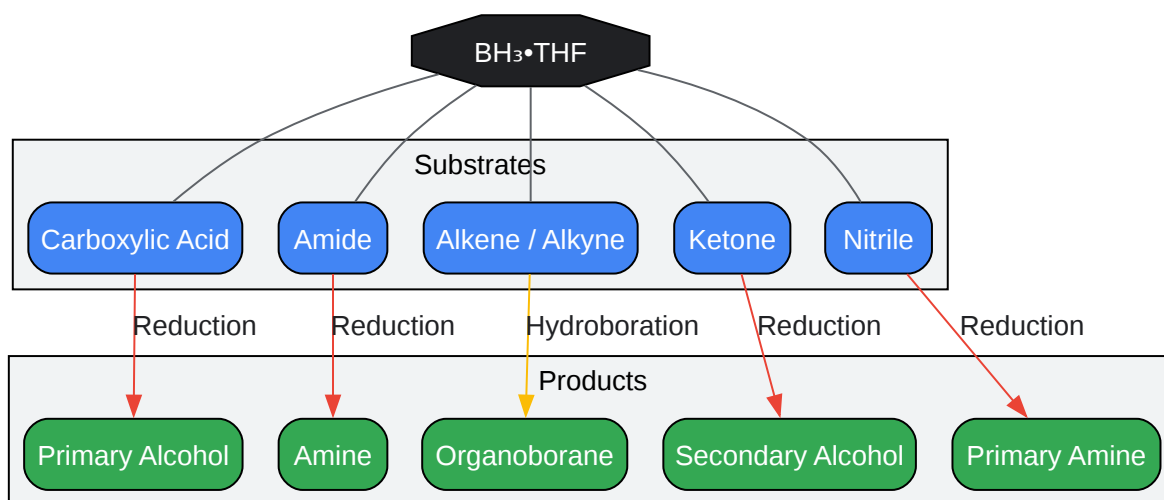 BH₃•THF
Substrates
Carboxylic Acid
Amide
Alkene / Alkyne
Ketone
Nitrile
Reduction
Reduction
Hydroboration
Reduction
Reduction
Products
Primary Alcohol
Amine
Organoborane
Secondary Alcohol
Primary Amine